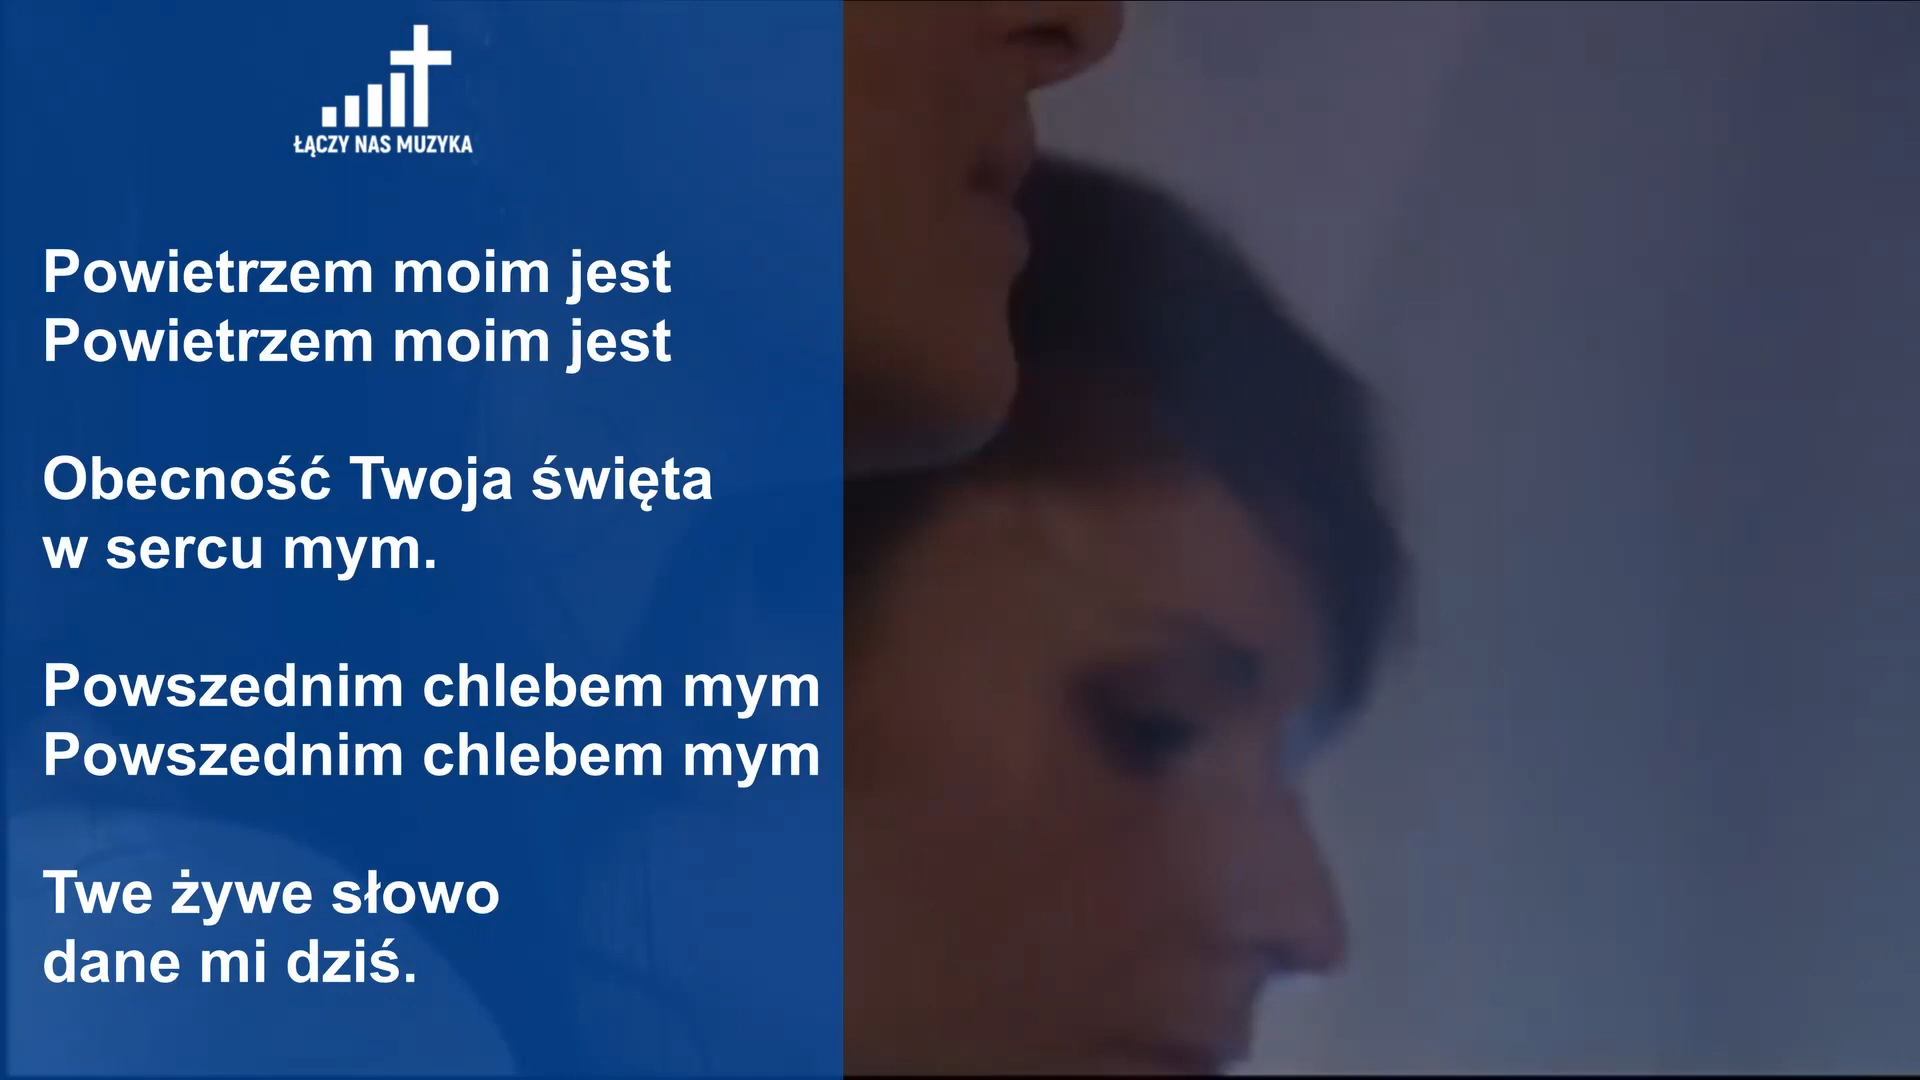 ŁĄCZY NAS MUZYKA
Powietrzem moim jest
Powietrzem moim jest
Obecność Twoja święta
w sercu mym.
Powszednim chlebem mym
Powszednim chlebem mym
Twe żywe słowo
dane mi dziś.